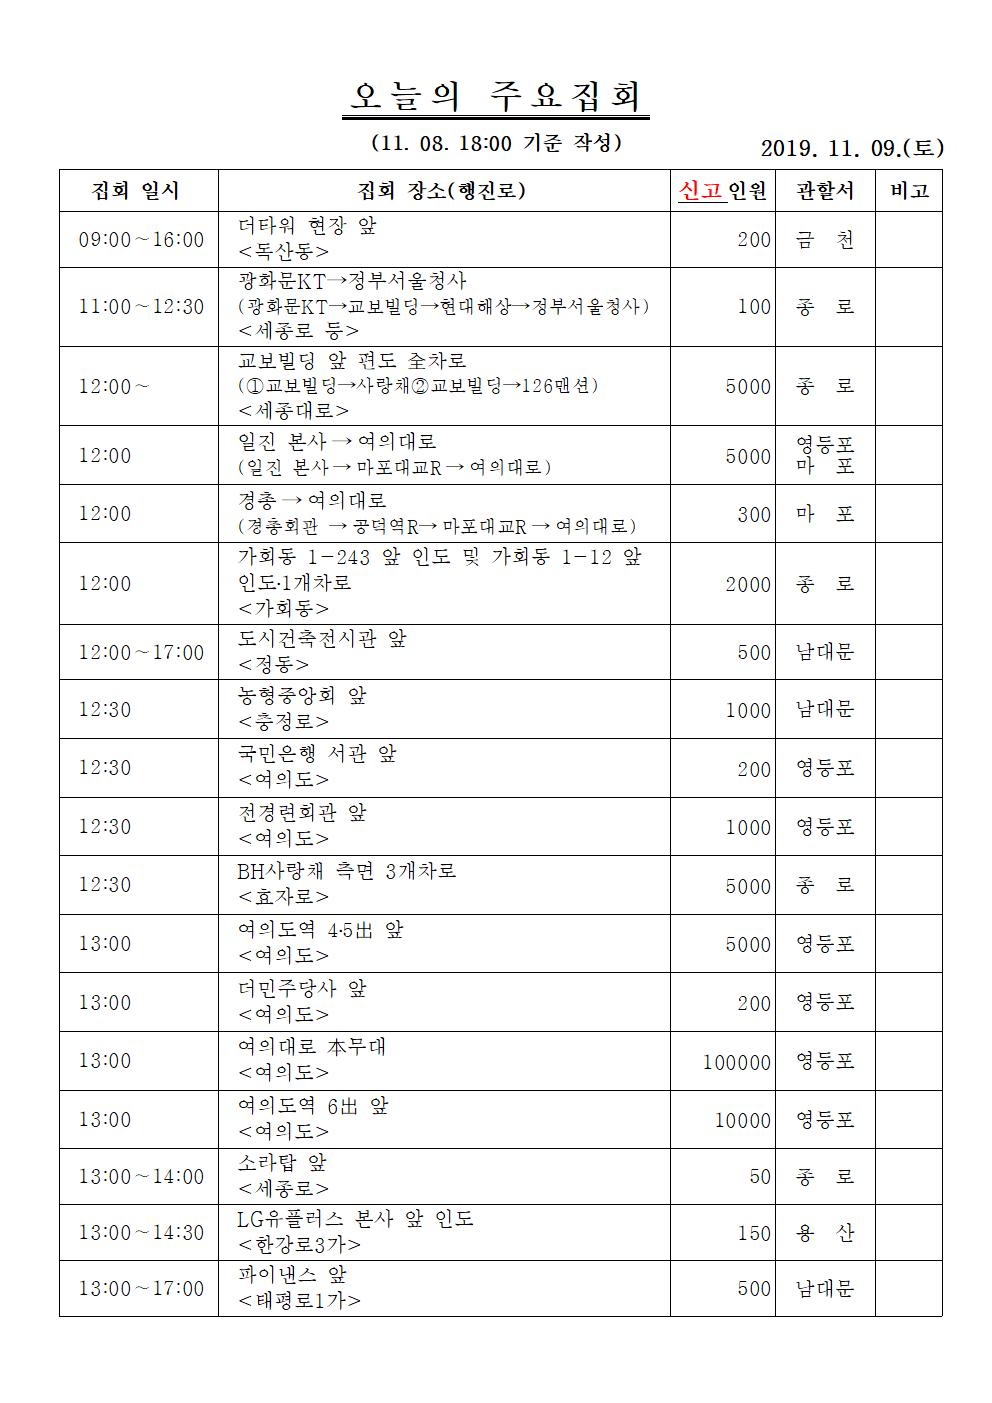 오늘의 주요집회
(11. 08. 18:00 기준 작성)
2019. 11. 09.(토)
집회 일시 집회 장소(행진로) 신고인원 관할서 비고
09:00~16:00 더타워 현장 앞 200 금 천
<독산동>
11:00~12:30 광화문KT→정부서울청사 100 종 로
(광화문KT→교보빌딩→현대해상→정부서울청사)
<세종로 등>
12:00~ 교보빌딩 앞 편도 全차로 5000 종 로
(①교보빌딩→사랑채②교보빌딩→126맨션)
<세종대로>
12:00 일진 본사→여의대로 5000 영등포
(일진 본사→마포대교R→여의대로) 마 포
12:00 경총→여의대로 300 마 포
(경총회관 →공덕역R→마포대교R→여의대로)
12:00 가회동 1-243 앞 인도 및 가회동 1-12 앞 2000 종 로
인도·1개차로
<가회동>
12:00~17:00 도시건축전시관 앞 500 남대문
<정동>
12:30 농형중앙회 앞 1000 남대문
<충정로>
12:30 국민은행 서관 앞 200 영등포
<여의도>
12:30 전경련회관 앞 1000 영등포
<여의도>
12:30 BH사랑채 측면 3개차로 5000 종 로
<효자로>
13:00 여의도역 4·5出 앞 5000 영등포
<여의도>
13:00 더민주당사 앞 200 영등포
<여의도>
13:00 여의대로 本무대 100000 영등포
<여의도>
13:00 여의도역 6出 앞 10000 영등포
<여의도>
13:00~14:00 소라탑 앞 50 종 로
<세종로>
13:00~14:30 LG유플러스 본사 앞 인도 150 용 산
<한강로3가>
13:00~17:00 파이낸스 앞 500 남대문
<태평로1가>